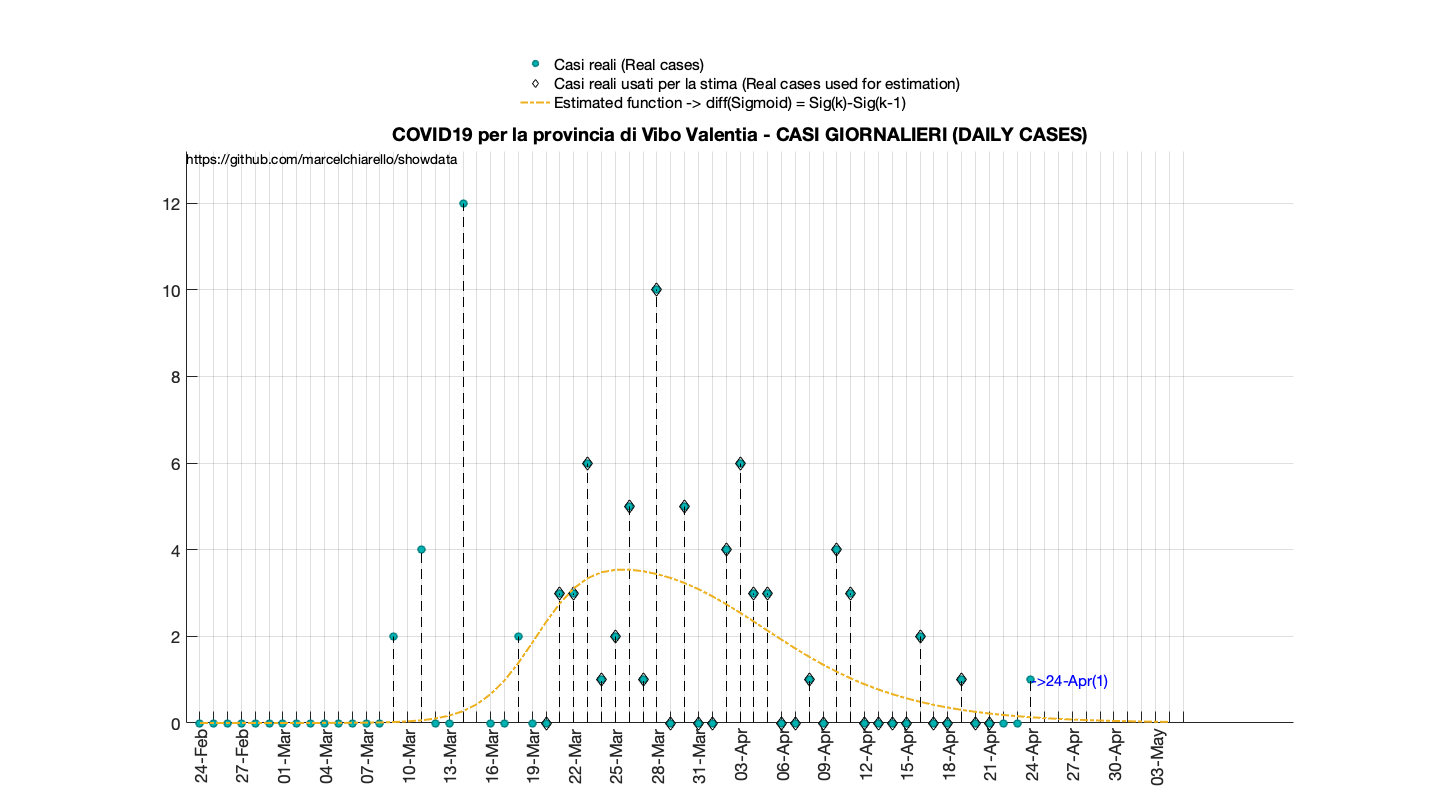 Casi reali (Real cases)
Casi reali usati per la stima (Real cases used for estimation)
Estimated function -> diff(Sigmoid) = Sig(k)-Sig(k-1)
COVID19 per la provincia di Vibo Valentia - CASI GIORNALIERI (DAILY CASES)
https://github.com/marcelchiarello/showdata
12
10
8
6
4
2
0
->24-Apr(1)
24-Feb
27-Feb
01-Mar
04-Mar
07-Mar
10-Mar
13-Mar
16-Mar
19-Mar
22-Mar
25-Mar
28-Mar
31-Mar
03-Apr
06-Apr
09-Apr
12-Apr
15-Apr
18-Apr
21-Apr
24-Apr
27-Apr
30-Apr
03-May